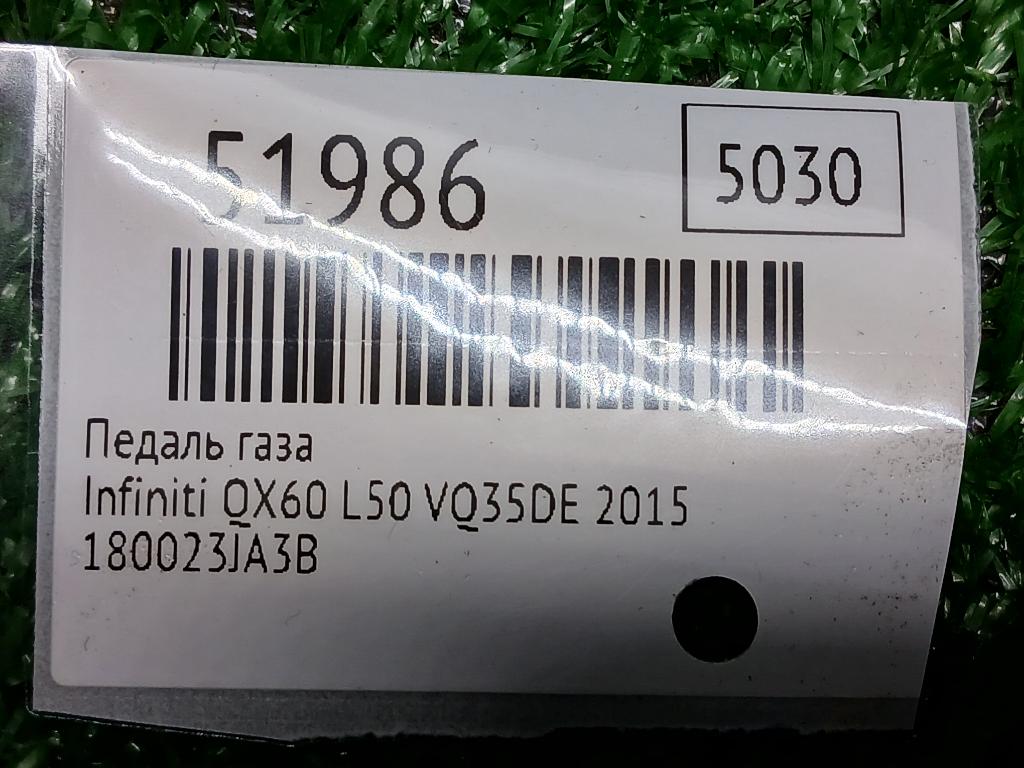 51986
5030
Педаль газа
Infiniti QX60 L50 VQ35DE 2015
180023JA3B